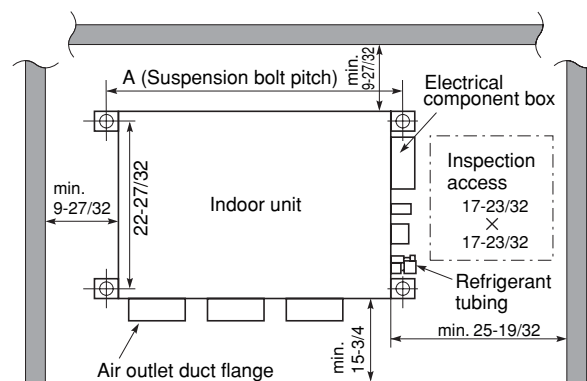 A (Suspension bolt pitch)
min.
9-27/32
Electrical
component box
min.
9-27/32
22-27/32
Indoor unit
Inspection
access
17-23/32
×
17-23/32
Refrigerant
tubing
min. 25-19/32
min.
15-3/4
Air outlet duct flange